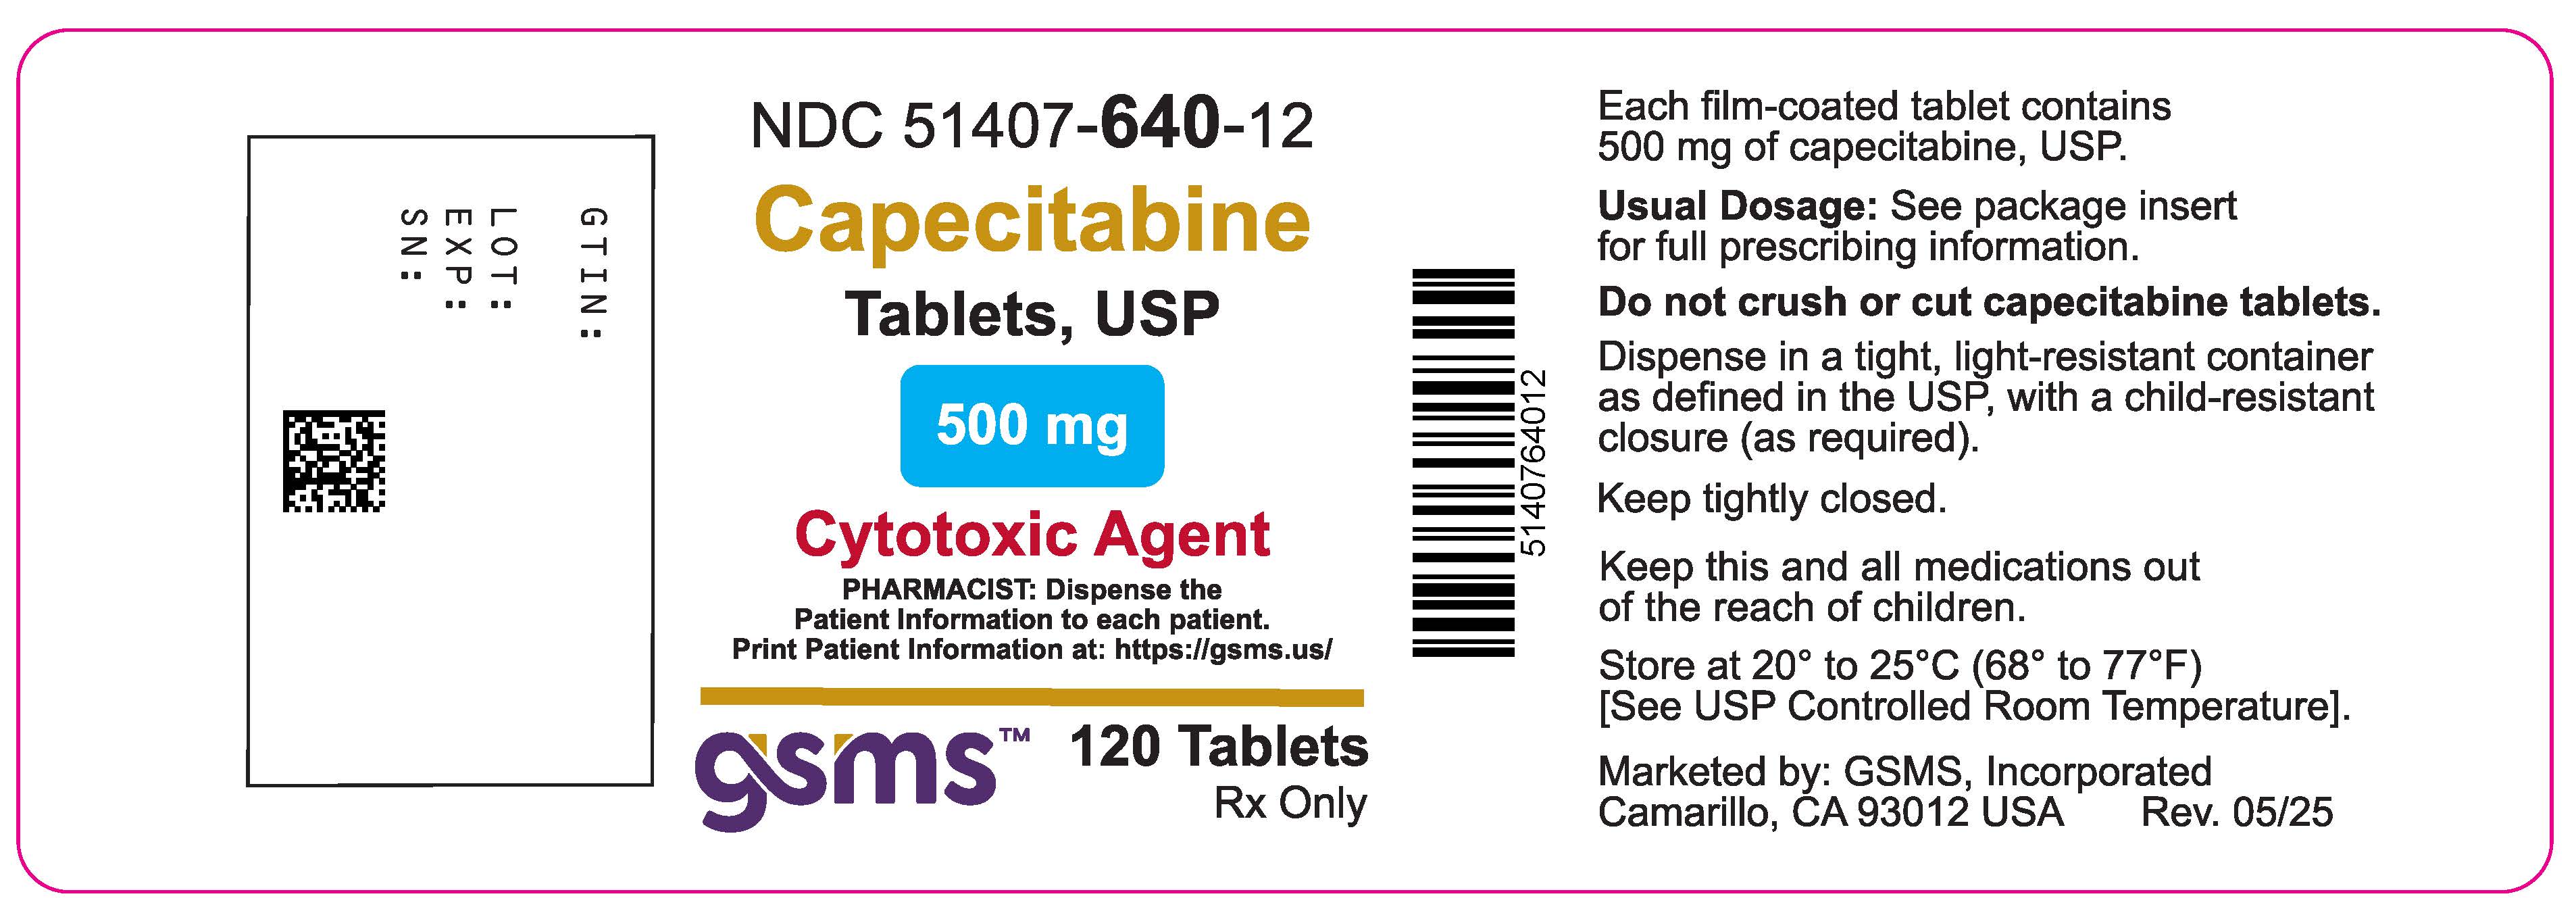 GTIN:
LOT:
EXP:
SN:
NDC 51407-640-12
Capecitabine
Tablets, USP
500 mg
Cytotoxic Agent
PHARMACIST: Dispense the
Patient Information to each patient.
Print Patient Information at: https://gsms.us/
gsms™
120 Tablets
Rx Only
5140764012
Each film-coated tablet contains
500 mg of capecitabine, USP.
Usual Dosage: See package insert
for full prescribing information.
Do not crush or cut capecitabine tablets.
Dispense in a tight, light-resistant container
as defined in the USP, with a child-resistant
closure (as required).
Keep tightly closed.
Keep this and all medications out
of the reach of children.
Store at 20° to 25°C (68° to 77°F)
[See USP Controlled Room Temperature].
Marketed by: GSMS, Incorporated
Camarillo, CA 93012 USA Rev. 05/25